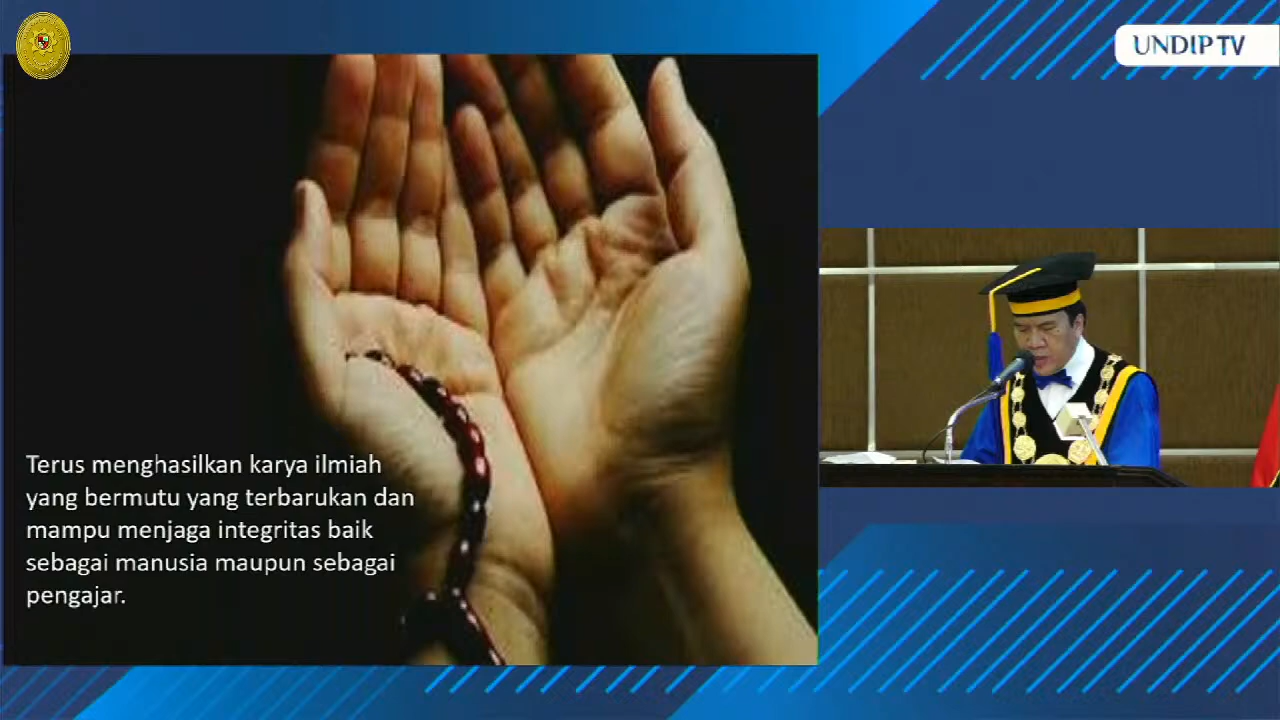 UNDIP TV
Terus menghasilkan karya ilmiah
yang bermutu yang terbarukan dan
mampu menjaga integritas baik
sebagai manusia maupun sebagai
pengajar.